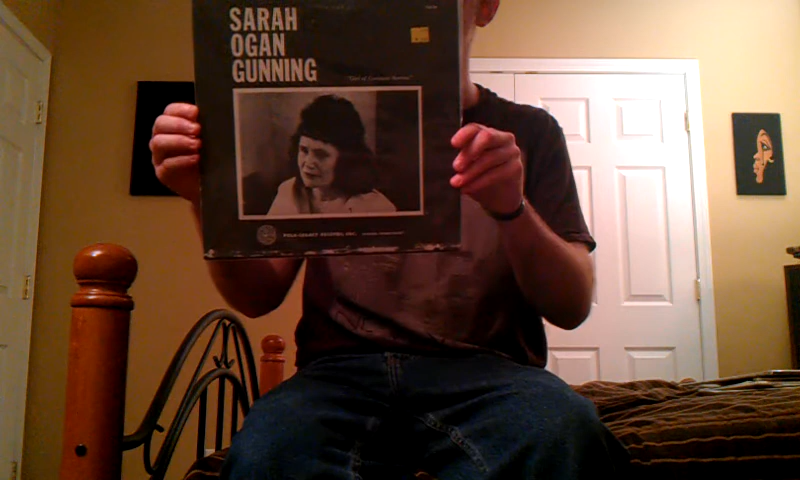 SARAH
OGAN
GUNNING
"Girl of Constant Sorrow"
FOLK-LEGACY RECORDS, INC.